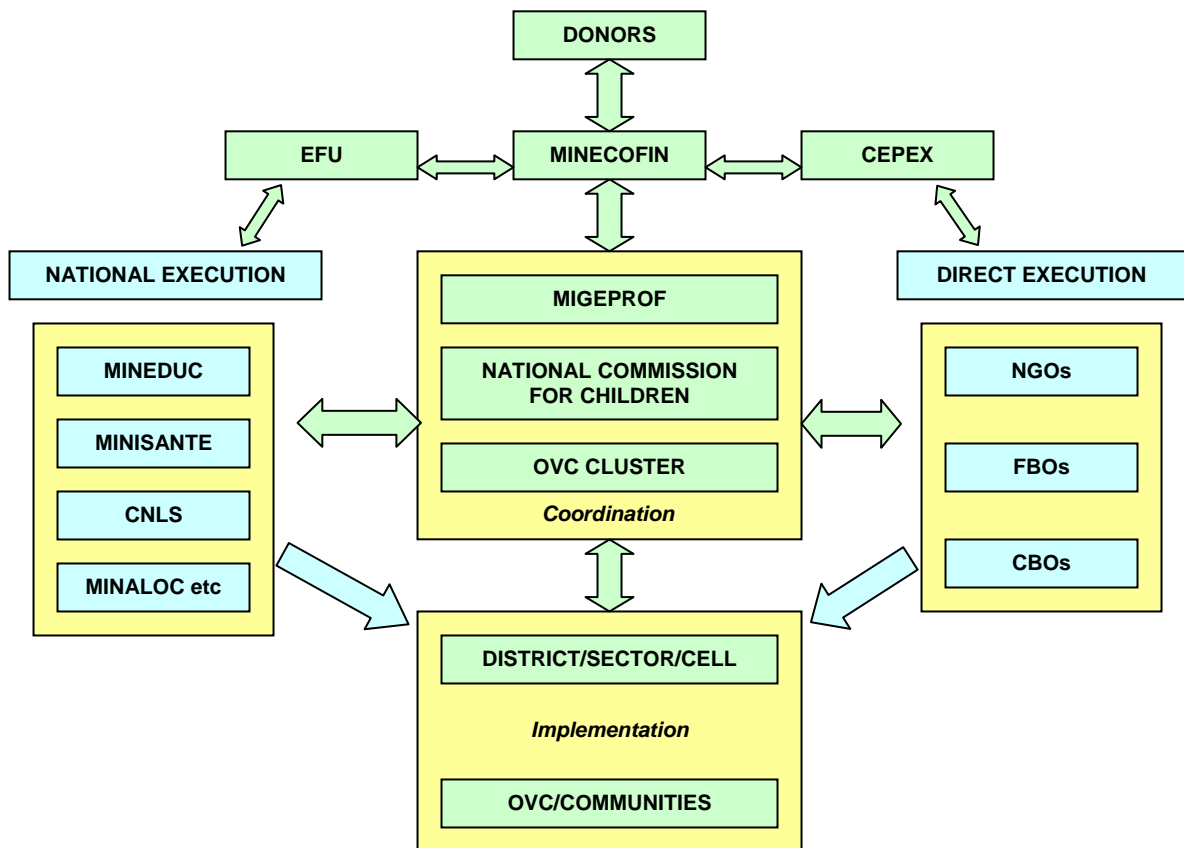 DONORS
EFU
MINECOFIN
CEPEX
NATIONAL EXECUTION
DIRECT EXECUTION
MIGEPROF
NATIONAL COMMISSION
FOR CHILDREN
OVC CLUSTER
Coordination
MINEDUC
MINISANTE
CNLS
MINALOC etc
NGOs
FBOs
CBOs
DISTRICT/SECTOR/CELL
Implementation
OVC/COMMUNITIES